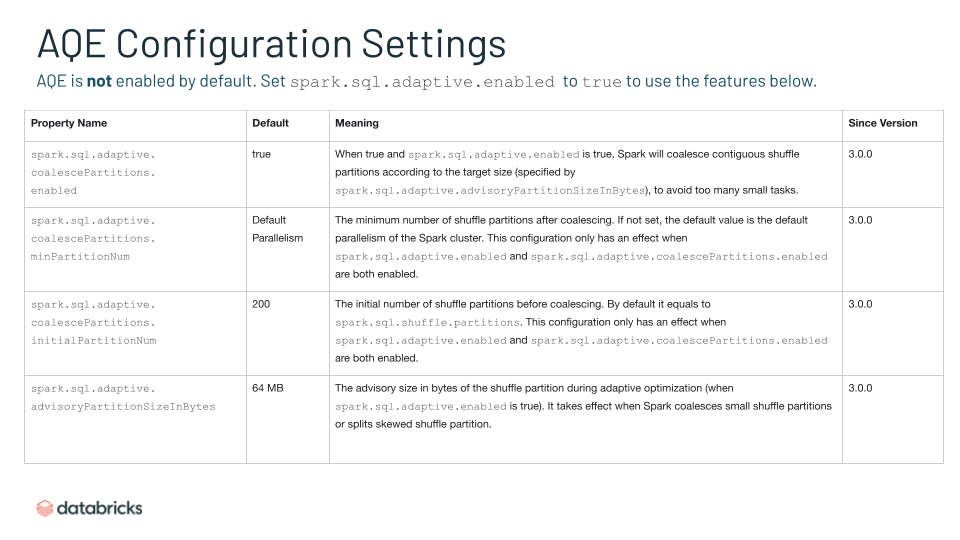 AQE Configuration Settings
AQE is not enabled by default. Set spark.sql.adaptive.enabled to true to use the features below.
Property Name Default Meaning Since Version
spark.sql.adaptive.
coalescePartitions.
enabled
true
When true and spark.sql.adaptive.enabled is true, Spark will coalesce contiguous shuffle
partitions according to the target size (specified by
spark.sql.adaptive.advisoryPartitionSizeInBytes), to avoid too many small tasks.
3.0.0
spark.sql.adaptive.
coalescePartitions.
minPartitionNum
Default
Parallelism
The minimum number of shuffle partitions after coalescing. If not set, the default value is the default
parallelism of the Spark cluster. This configuration only has an effect when
spark.sql.adaptive.enabled and spark.sql.adaptive.coalescePartitions.enabled
are both enabled.
3.0.0
spark.sql.adaptive.
coalescePartitions.
initialPartitionNum
200
The initial number of shuffle partitions before coalescing. By default it equals to
spark.sql.shuffle.partitions. This configuration only has an effect when
spark.sql.adaptive.enabled and spark.sql.adaptive.coalescePartitions.enabled
are both enabled.
3.0.0
spark.sql.adaptive.
advisoryPartitionSizeInBytes
64 MB
The advisory size in bytes of the shuffle partition during adaptive optimization (when
spark.sql.adaptive.enabled is true). It takes effect when Spark coalesces small shuffle partitions
or splits skewed shuffle partition.
3.0.0
databricks